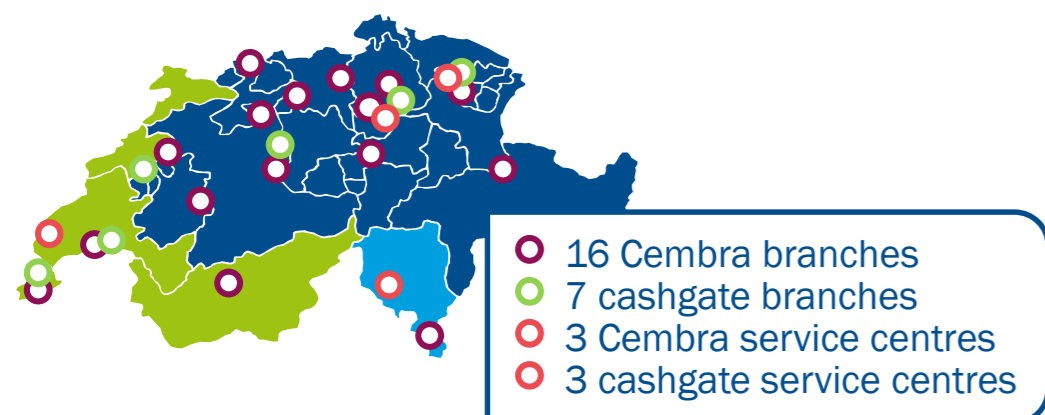 16 Cembra branches
7 cashgate branches
3 Cembra service centres
3 cashgate service centres